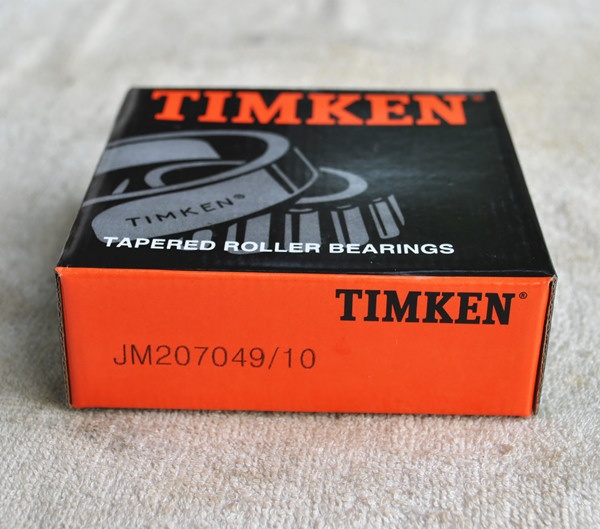 TIMKEN®
TIMKEN®
TAPERED ROLLER BEARINGS
TIMKEN®
JM207049/10